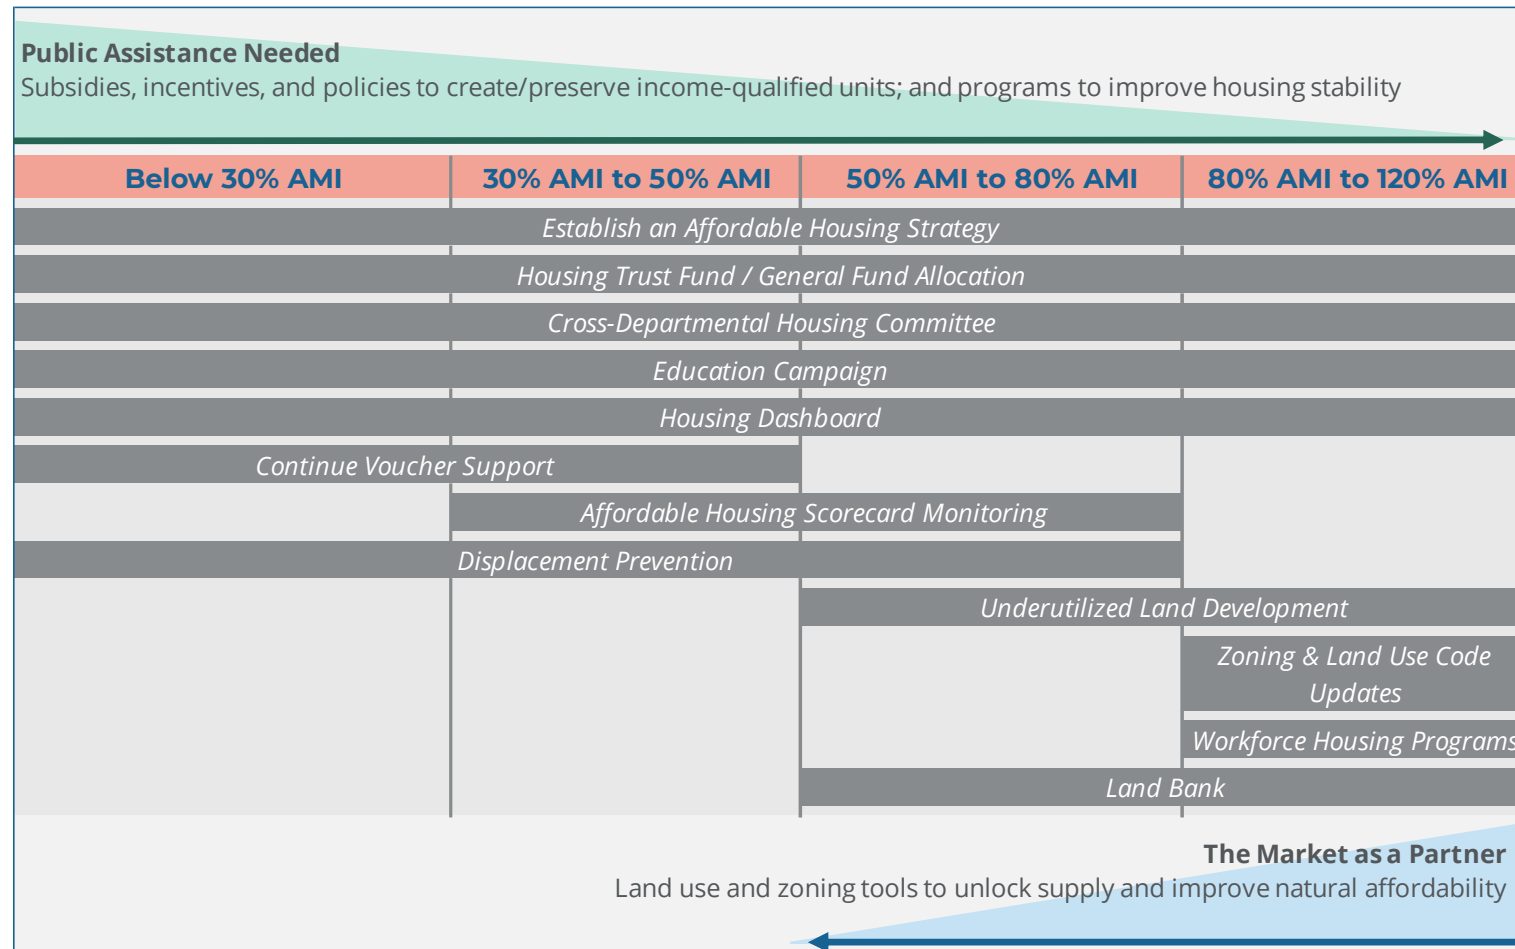 Public Assistance Needed
Subsidies, incentives, and policies to create/preserve income-qualified units; and programs to improve housing stability
Below 30% AMI
30% AMI to 50% AMI
50% AMI to 80% AMI
80% AMI to 120% AMI
Establish an Affordable Housing Strategy
Housing Trust Fund / General Fund Allocation
Cross-Departmental Housing Committee
Education Campaign
Housing Dashboard
Continue Voucher Support
Affordable Housing Scorecard Monitoring
Displacement Prevention
Underutilized Land Development
Zoning & Land Use Code
Updates
Workforce Housing Programs
Land Bank
The Market as a Partner
Land use and zoning tools to unlock supply and improve natural affordability